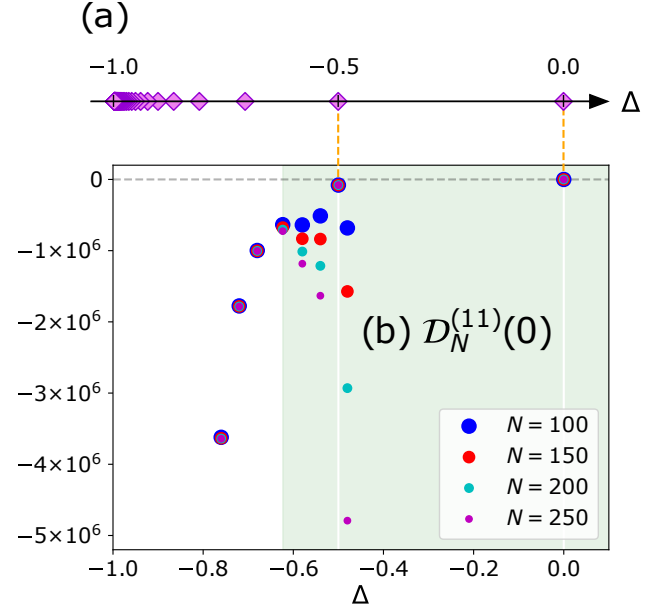 (a)
−1.0 −0.5 0.0
Δ
0
−1×10⁶
−2×10⁶
−3×10⁶
−4×10⁶
−5×10⁶
(b) 𝒟_N^(11)(0)
N = 100
N = 150
N = 200
N = 250
−1.0 −0.8 −0.6 −0.4 −0.2 0.0
Δ